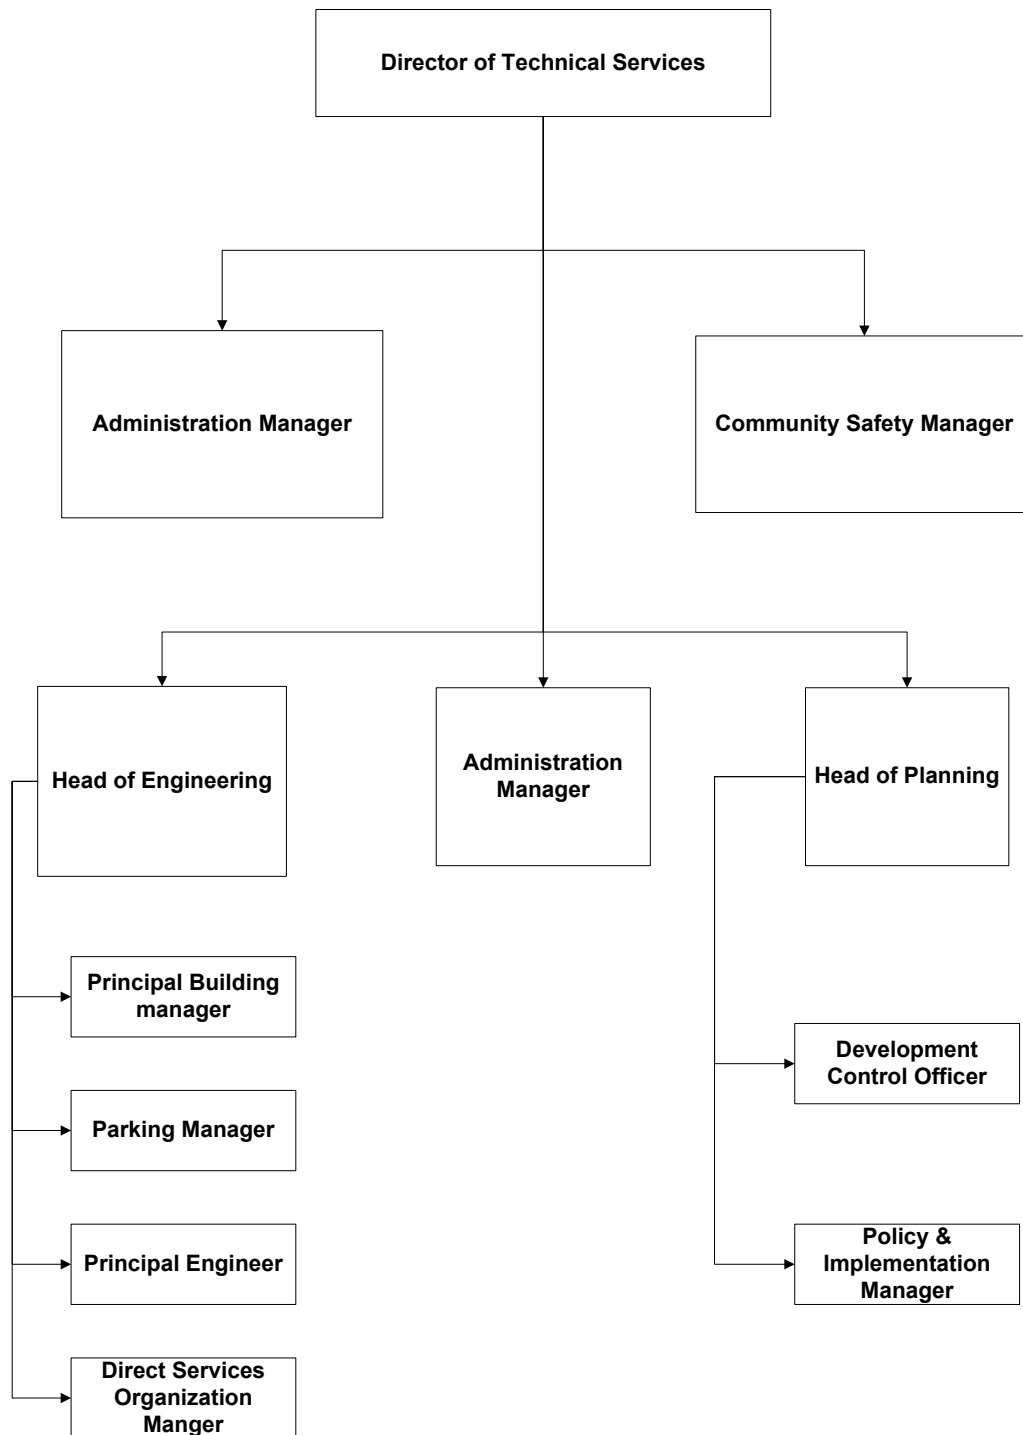 Director of Technical Services
Administration Manager
Community Safety Manager
Head of Engineering
Administration
Manager
Head of Planning
Principal Building
manager
Parking Manager
Principal Engineer
Direct Services
Organization
Manger
Development
Control Officer
Policy &
Implementation
Manager